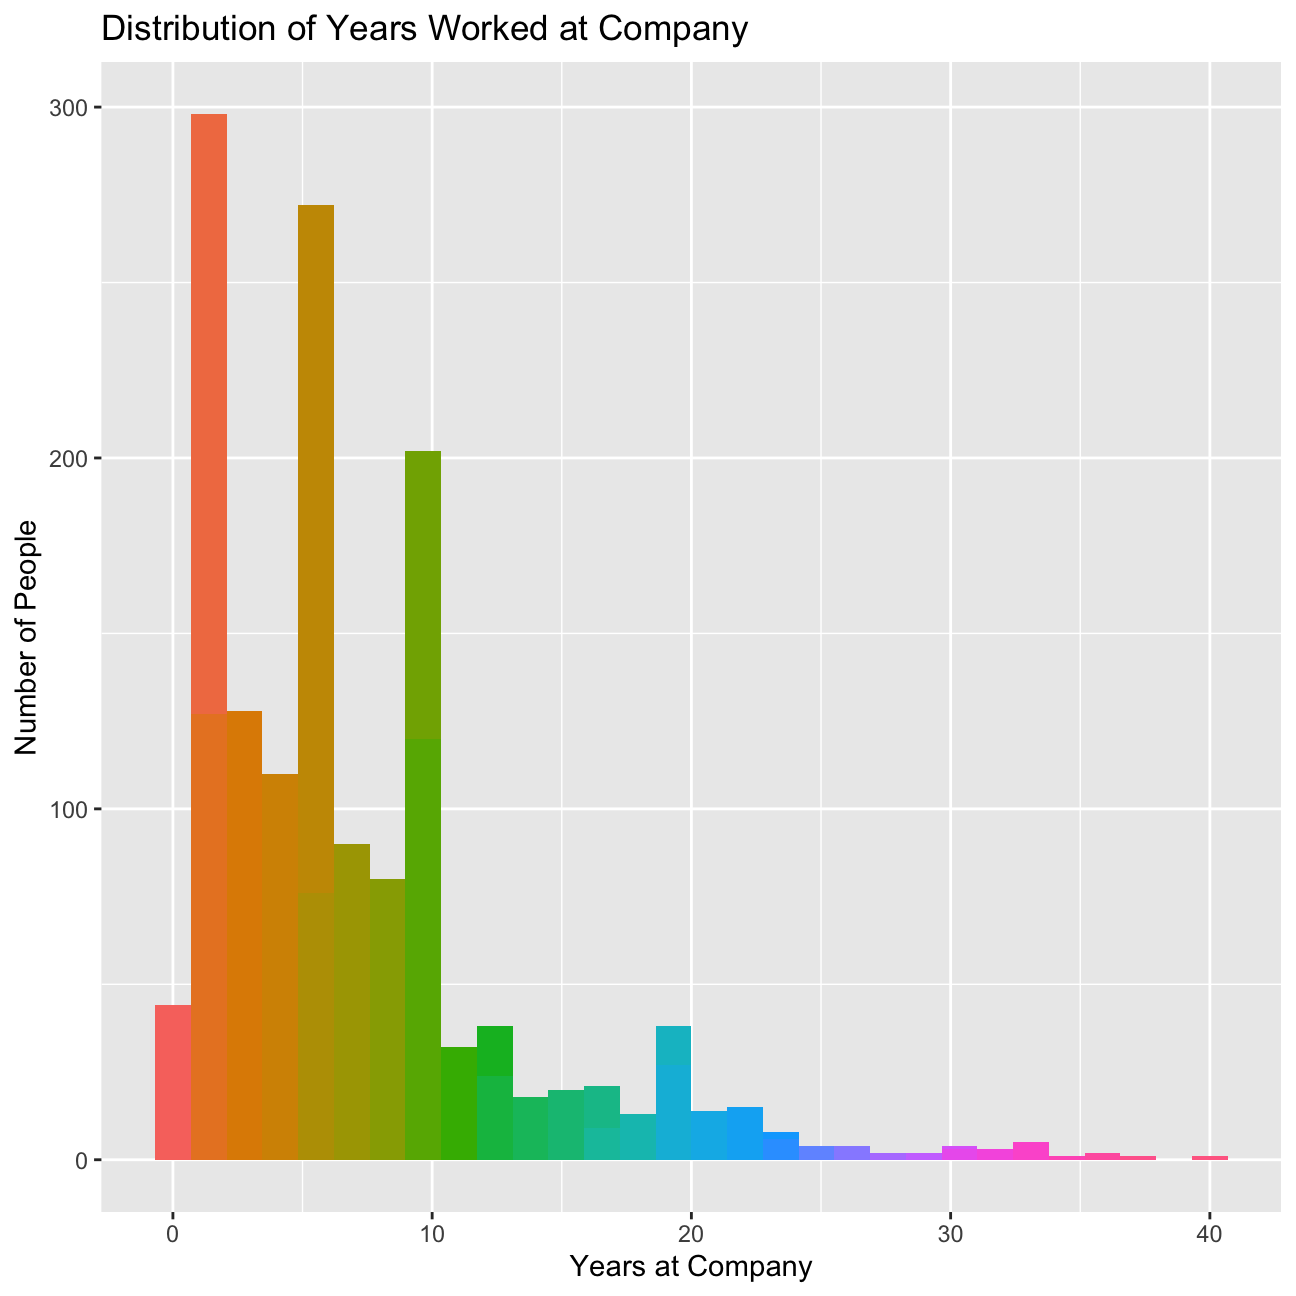 Distribution of Years Worked at Company
300
200
100
0
Number of People
0 10 20 30 40
Years at Company